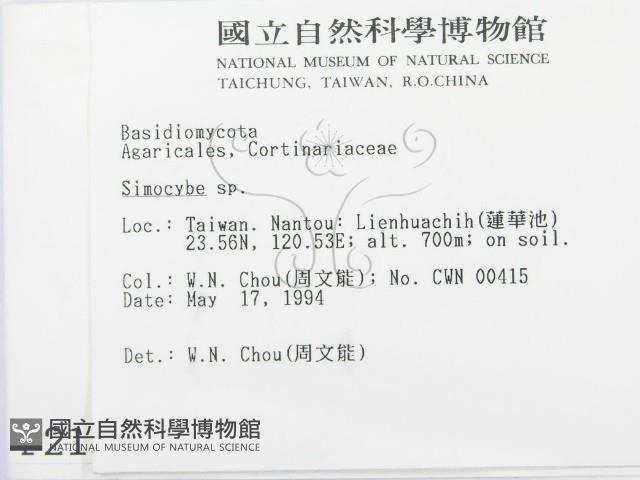 國立自然科學博物館
NATIONAL MUSEUM OF NATURAL SCIENCE
TAICHUNG, TAIWAN, R.O.CHINA
Basidiomycota
Agaricales, Cortinariaceae
Simocybe sp.
Loc.: Taiwan. Nantou: Lienhuachih(蓮華池)
23.56N, 120.53E; alt. 700m; on soil.
Col.: W.N. Chou(周文能); No. CWN 00415
Date: May 17, 1994
Det.: W.N. Chou(周文能)
國立自然科學博物館
NATIONAL MUSEUM OF NATURAL SCIENCE